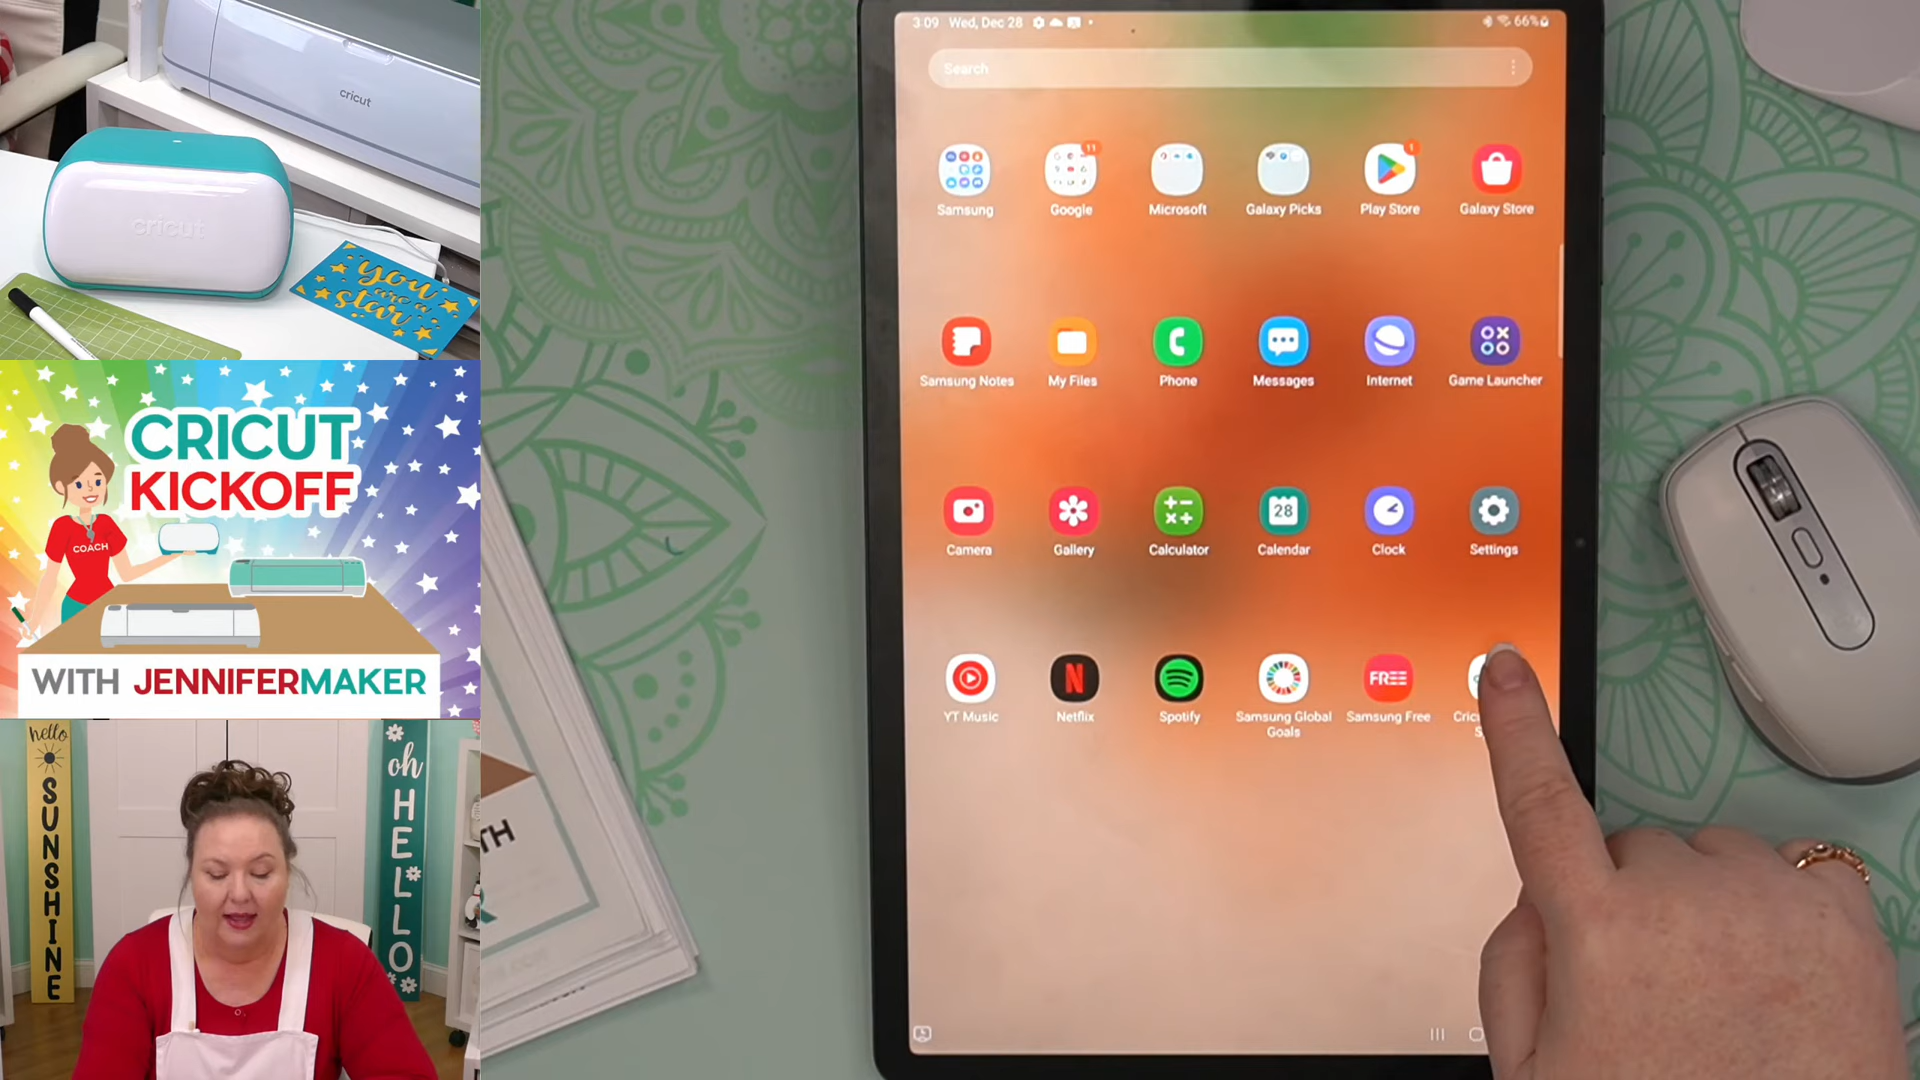 cricut
cricut
you
are a
star
CRICUT
KICKOFF
COACH
WITH JENNIFERMAKER
hello
SUNSHINE
oh
HELLO
3:09 Wed, Dec 28
66%
Search
11
1
Samsung
Google
Microsoft
Galaxy Picks
Play Store
Galaxy Store
Samsung Notes
My Files
Phone
Messages
Internet
Game Launcher
28
Camera
Gallery
Calculator
Calendar
Clock
Settings
N
FREE
YT Music
Netflix
Spotify
Samsung Global
Goals
Samsung Free
TH